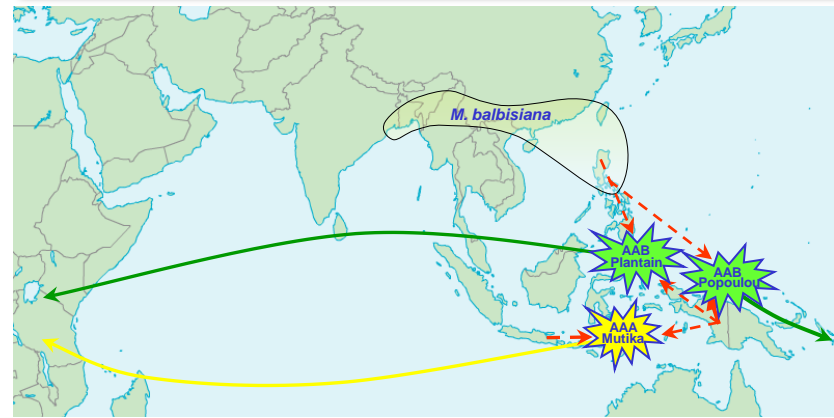 M. balbisiana
AAB
Plantain
AAB
Popoulou
AAA
Mutika